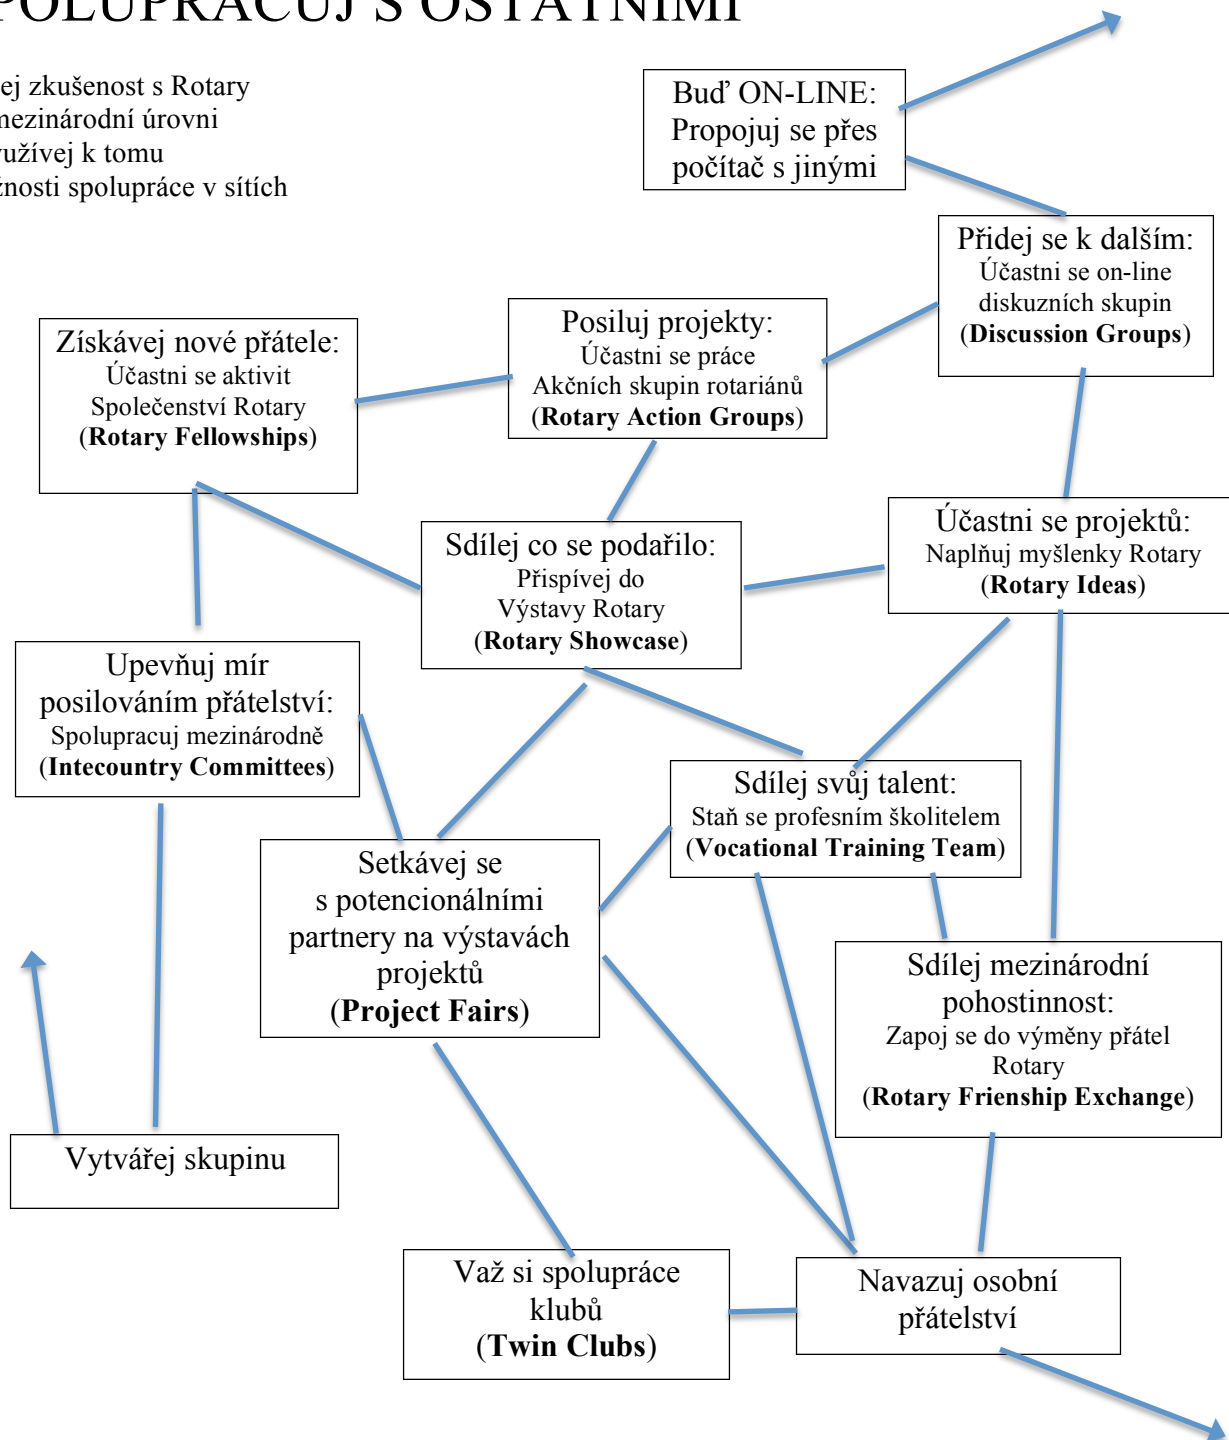 POLUPRACUJ S OSTATNÍMI
ej zkušenost s Rotary
mezinárodní úrovni
yužívej k tomu
žnosti spolupráce v sítích
Buď ON-LINE:
Propojuj se přes
počítač s jinými
Přidej se k dalším:
Účastni se on-line
diskuzních skupin
(Discussion Groups)
Posiluj projekty:
Účastni se práce
Akčních skupin rotariánů
(Rotary Action Groups)
Získávej nové přátele:
Účastni se aktivit
Společenství Rotary
(Rotary Fellowships)
Účastni se projektů:
Naplňuj myšlenky Rotary
(Rotary Ideas)
Sdílej co se podařilo:
Přispívej do
Výstavy Rotary
(Rotary Showcase)
Upevňuj mír
posilováním přátelství:
Spolupracuj mezinárodně
(Intecountry Committees)
Sdílej svůj talent:
Staň se profesním školitelem
(Vocational Training Team)
Setkávej se
s potencionálními
partnery na výstavách
projektů
(Project Fairs)
Sdílej mezinárodní
pohostinnost:
Zapoj se do výměny přátel
Rotary
(Rotary Frienship Exchange)
Vytvářej skupinu
Važ si spolupráce
klubů
(Twin Clubs)
Navazuj osobní
přátelství